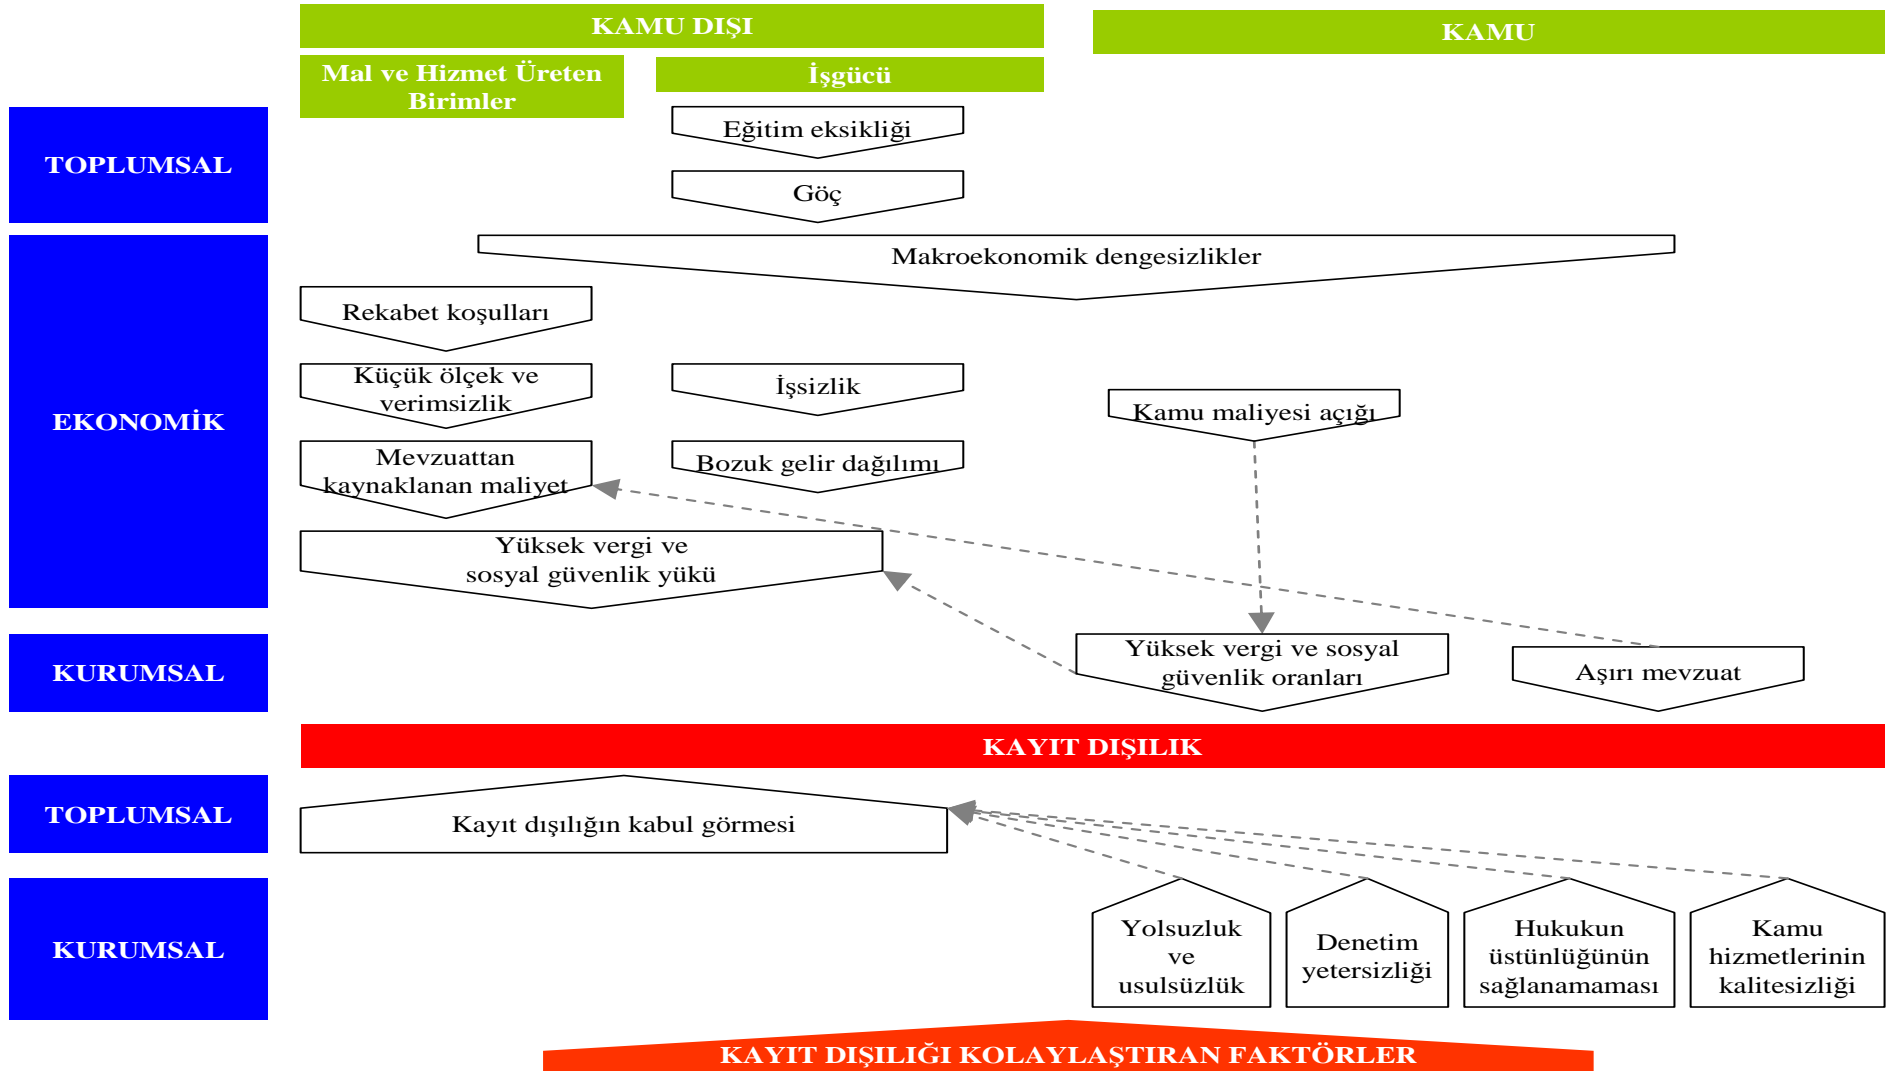 KAMU DIŞI
KAMU
Mal ve Hizmet Üreten
Birimler
İşgücü
TOPLUMSAL
Eğitim eksikliği
Göç
EKONOMİK
Makroekonomik dengesizlikler
Rekabet koşulları
Küçük ölçek ve
verimsizlik
İşsizlik
Kamu maliyesi açığı
Mevzuattan
kaynaklanan maliyet
Bozuk gelir dağılımı
Yüksek vergi ve
sosyal güvenlik yükü
KURUMSAL
Yüksek vergi ve sosyal
güvenlik oranları
Aşırı mevzuat
KAYIT DIŞILIK
TOPLUMSAL
Kayıt dışılığın kabul görmesi
KURUMSAL
Yolsuzluk
ve
usulsüzlük
Denetim
yetersizliği
Hukukun
üstünlüğünün
sağlanamaması
Kamu
hizmetlerinin
kalitesizliği
KAYIT DIŞILIĞI KOLAYLAŞTIRAN FAKTÖRLER